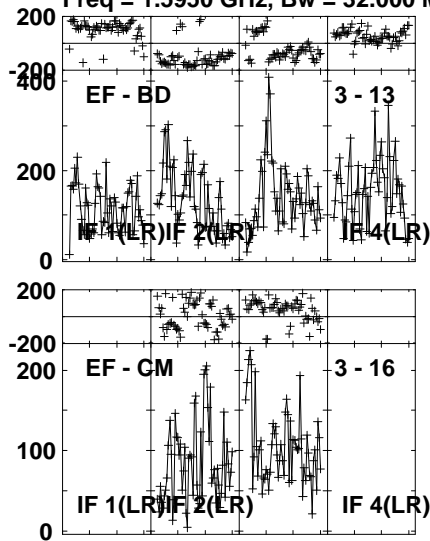 Freq = 1.5950 GHz, Bw = 32.000 M
200
-200
400
EF - BD
3 - 13
200
0
IF 1(LR)
IF 2(LR)
IF 4(LR)
200
-200
EF - CM
3 - 16
200
100
0
IF 1(LR)
IF 2(LR)
IF 4(LR)